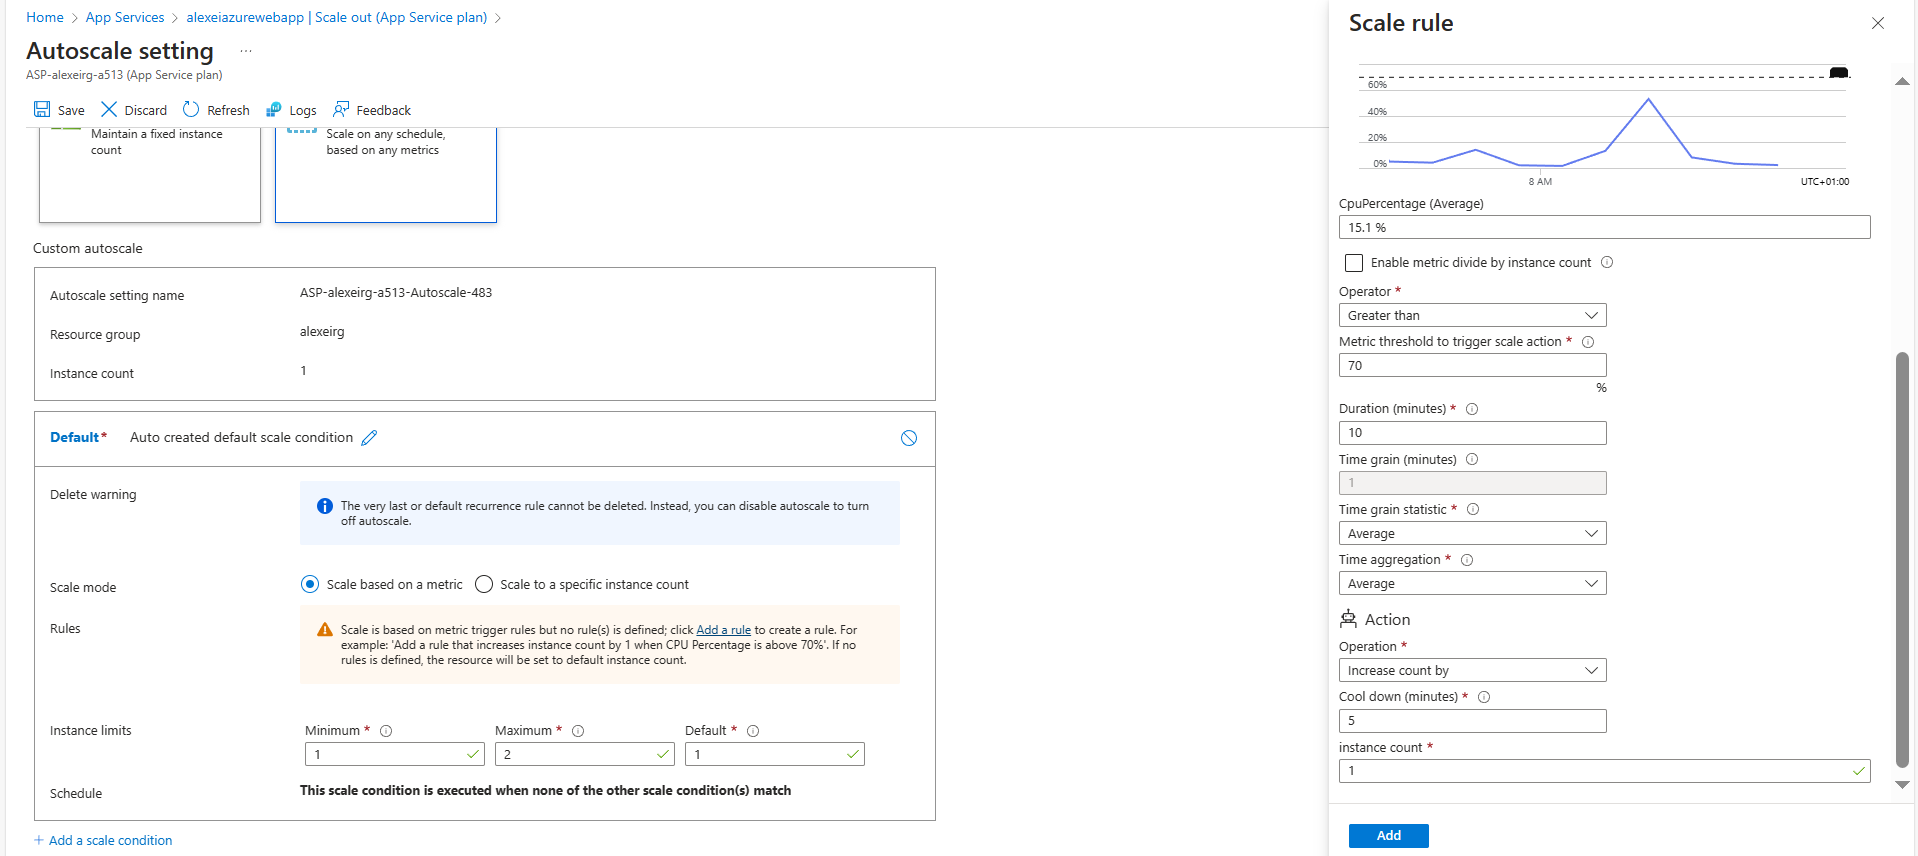 Home > App Services > alexeiazurewebapp | Scale out (App Service plan) >
Autoscale setting ...
ASP-alexeirg-a513 (App Service plan)
Save Discard Refresh Logs Feedback
Maintain a fixed instance
count
Scale on any schedule,
based on any metrics
Custom autoscale
Autoscale setting name ASP-alexeirg-a513-Autoscale-483
Resource group alexeirg
Instance count 1
Default* Auto created default scale condition
Delete warning
The very last or default recurrence rule cannot be deleted. Instead, you can disable autoscale to turn
off autoscale.
Scale mode Scale based on a metric Scale to a specific instance count
Rules
Scale is based on metric trigger rules but no rule(s) is defined; click Add a rule to create a rule. For
example: 'Add a rule that increases instance count by 1 when CPU Percentage is above 70%'. If no
rules is defined, the resource will be set to default instance count.
Instance limits
Minimum * Maximum * Default *
1 2 1
Schedule This scale condition is executed when none of the other scale condition(s) match
+ Add a scale condition
Scale rule
60%
40%
20%
0%
8 AM UTC+01:00
CpuPercentage (Average)
15.1 %
Enable metric divide by instance count
Operator *
Greater than
Metric threshold to trigger scale action *
70
%
Duration (minutes) *
10
Time grain (minutes)
1
Time grain statistic *
Average
Time aggregation *
Average
Action
Operation *
Increase count by
Cool down (minutes) *
5
instance count *
1
Add